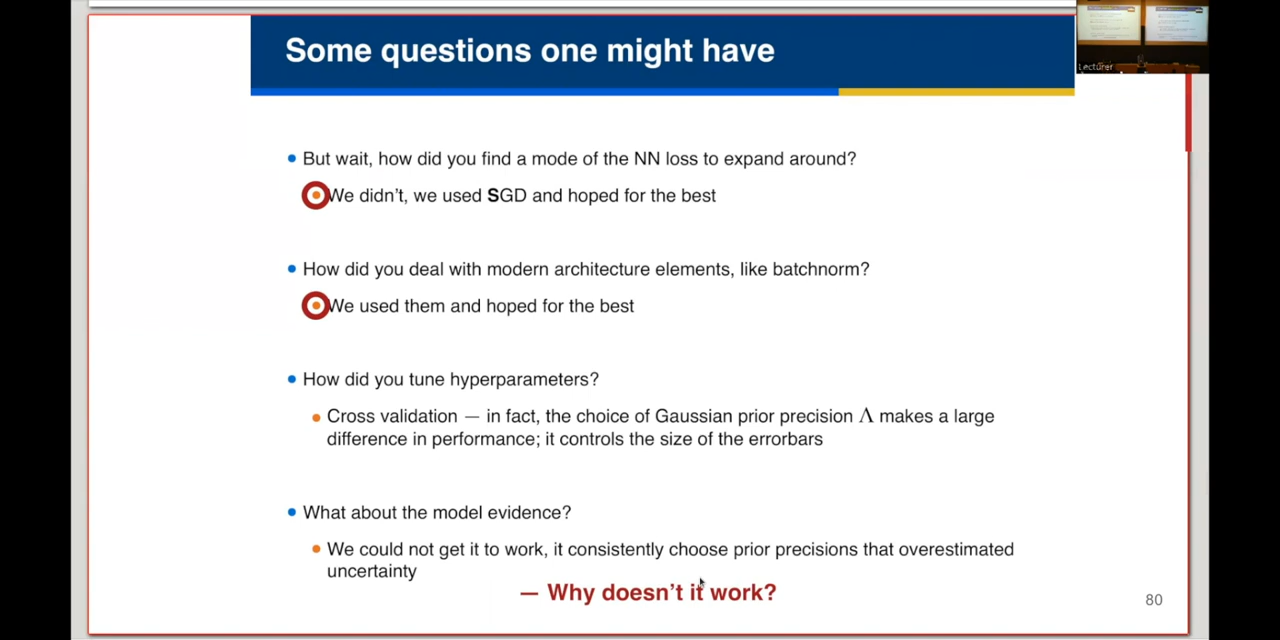 Some questions one might have
Lecturer
But wait, how did you find a mode of the NN loss to expand around?
We didn't, we used SGD and hoped for the best
How did you deal with modern architecture elements, like batchnorm?
We used them and hoped for the best
How did you tune hyperparameters?
Cross validation — in fact, the choice of Gaussian prior precision Λ makes a large
difference in performance; it controls the size of the errorbars
What about the model evidence?
We could not get it to work, it consistently choose prior precisions that overestimated
uncertainty
— Why doesn't it work?
80